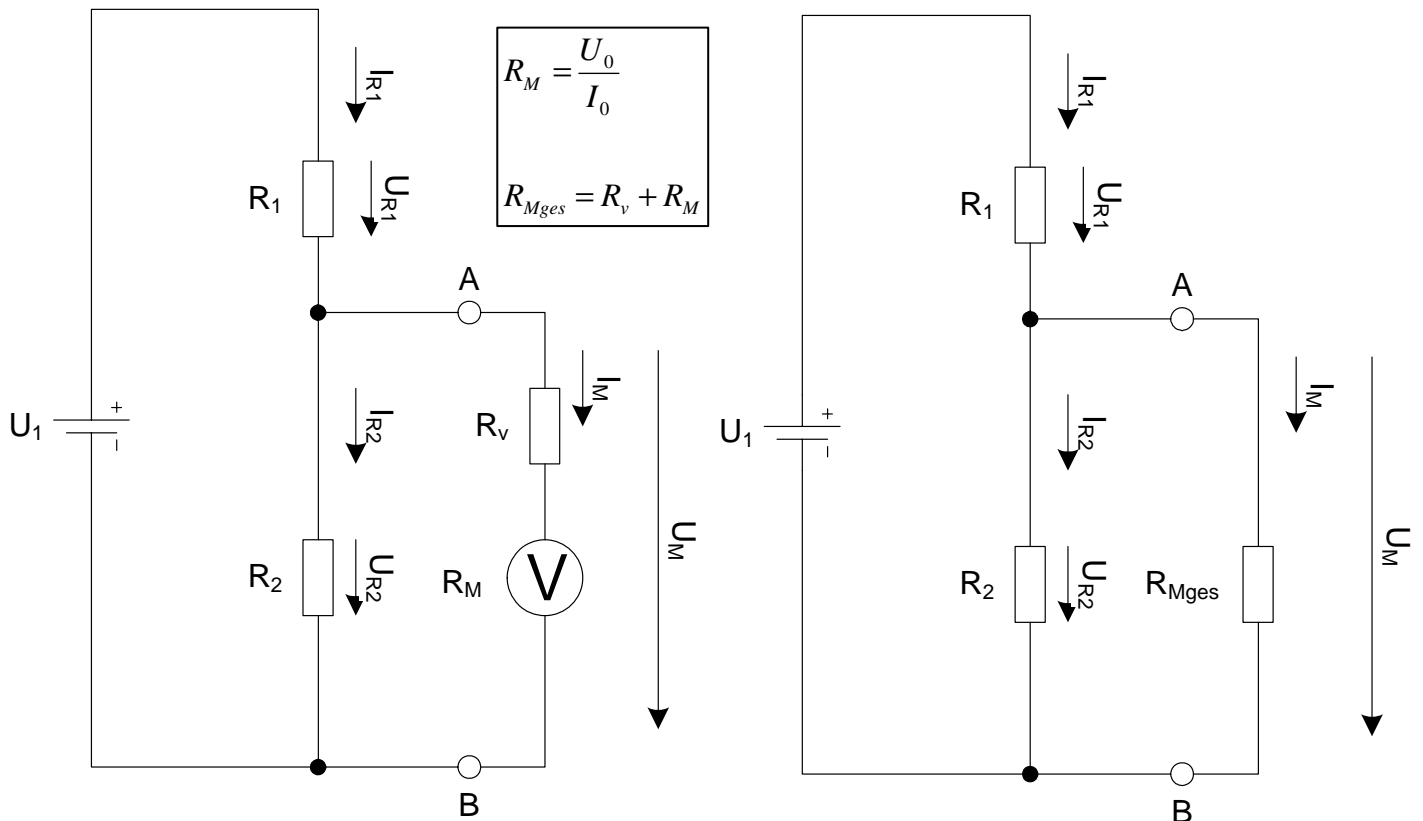 I_R1
R_M = U_0 / I_0
R_1
U_R1
R_Mges = R_v + R_M
A
I_M
I_R2
R_v
U_1
+
–
U_M
R_2
U_R2
R_M
V
B
I_R1
R_1
U_R1
A
I_M
I_R2
U_1
+
–
U_M
R_2
U_R2
R_Mges
B